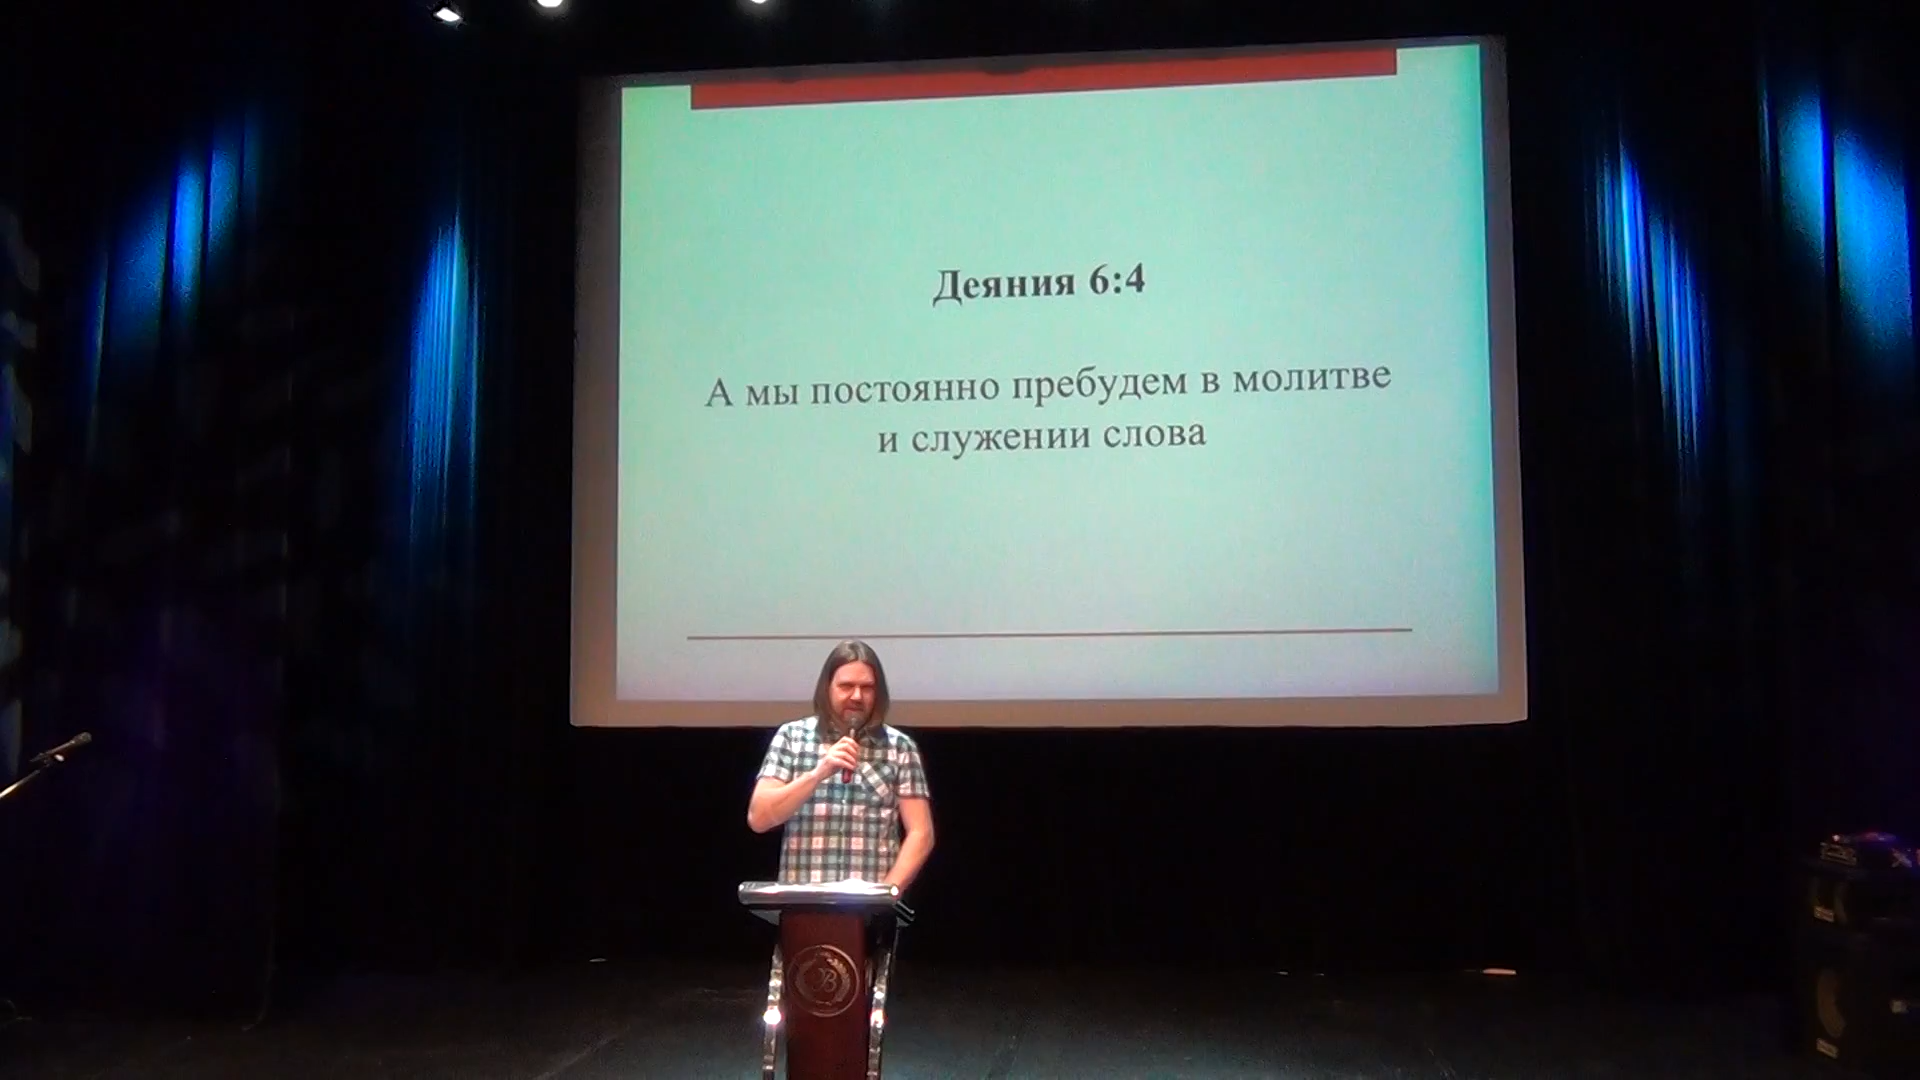 Деяния 6:4
А мы постоянно пребудем в молитве
и служении слова